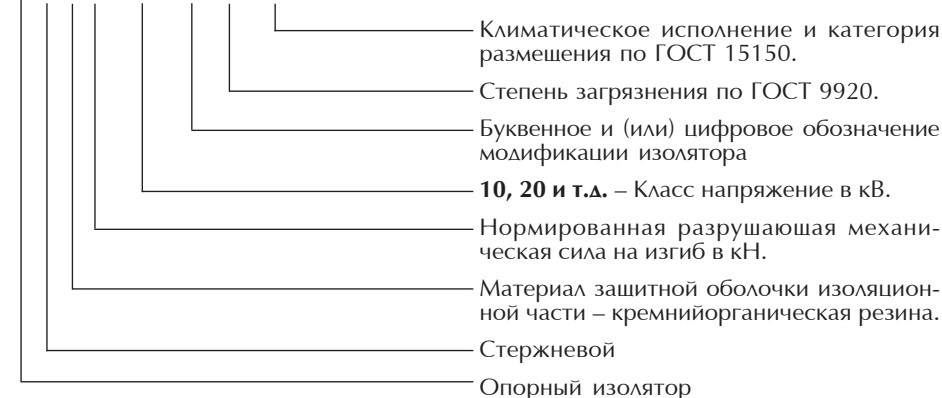 Климатическое исполнение и категория
размещения по ГОСТ 15150.
Степень загрязнения по ГОСТ 9920.
Буквенное и (или) цифровое обозначение
модификации изолятора
10, 20 и т.д. – Класс напряжение в кВ.
Нормированная разрушающая механи-
ческая сила на изгиб в кН.
Материал защитной оболочки изоляцион-
ной части – кремнийорганическая резина.
Стержневой
Опорный изолятор